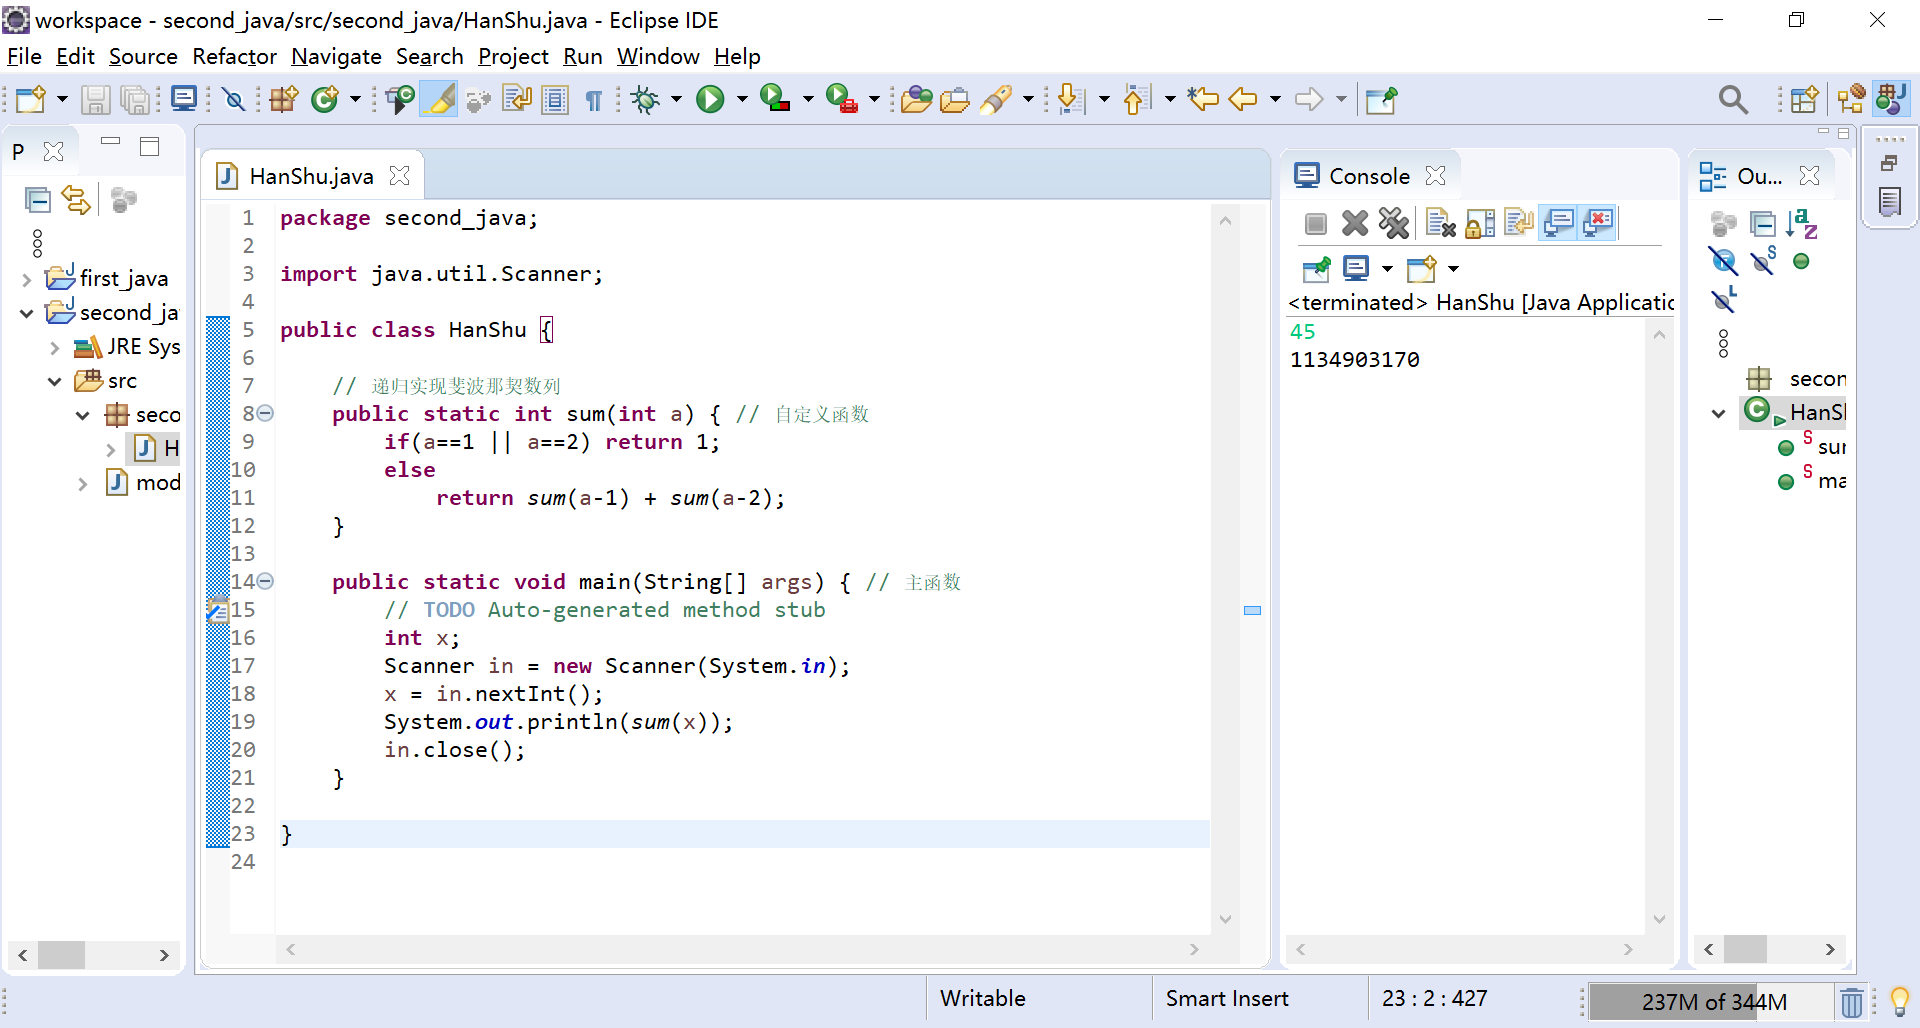 workspace - second_java/src/second_java/HanShu.java - Eclipse IDE
File Edit Source Refactor Navigate Search Project Run Window Help
P
first_java
second_ja
JRE Sys
src
seco
H
mod
HanShu.java
1 package second_java;
2
3 import java.util.Scanner;
4
5 public class HanShu {
6
7 // 递归实现斐波那契数列
8 public static int sum(int a) { // 自定义函数
9 if(a==1 || a==2) return 1;
10 else
11 return sum(a-1) + sum(a-2);
12 }
13
14 public static void main(String[] args) { // 主函数
15 // TODO Auto-generated method stub
16 int x;
17 Scanner in = new Scanner(System.in);
18 x = in.nextInt();
19 System.out.println(sum(x));
20 in.close();
21 }
22
23 }
24
Console
<terminated> HanShu [Java Applicatic
45
1134903170
Ou...
secon
HanS
sur
ma
Writable
Smart Insert
23 : 2 : 427
237M of 344M